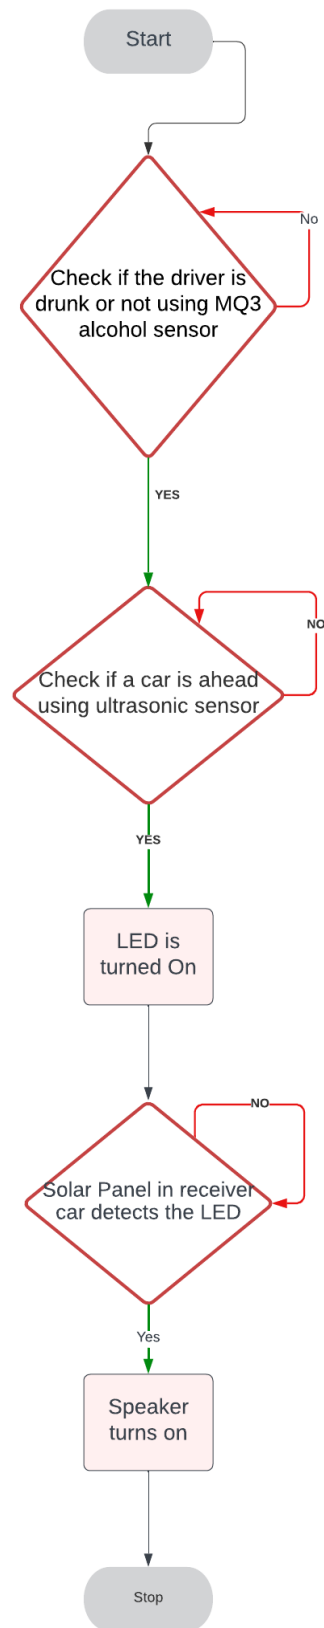 Start
No
Check if the driver is
drunk or not using MQ3
alcohol sensor
YES
NO
Check if a car is ahead
using ultrasonic sensor
YES
LED is
turned On
NO
Solar Panel in receiver
car detects the LED
Yes
Speaker
turns on
Stop